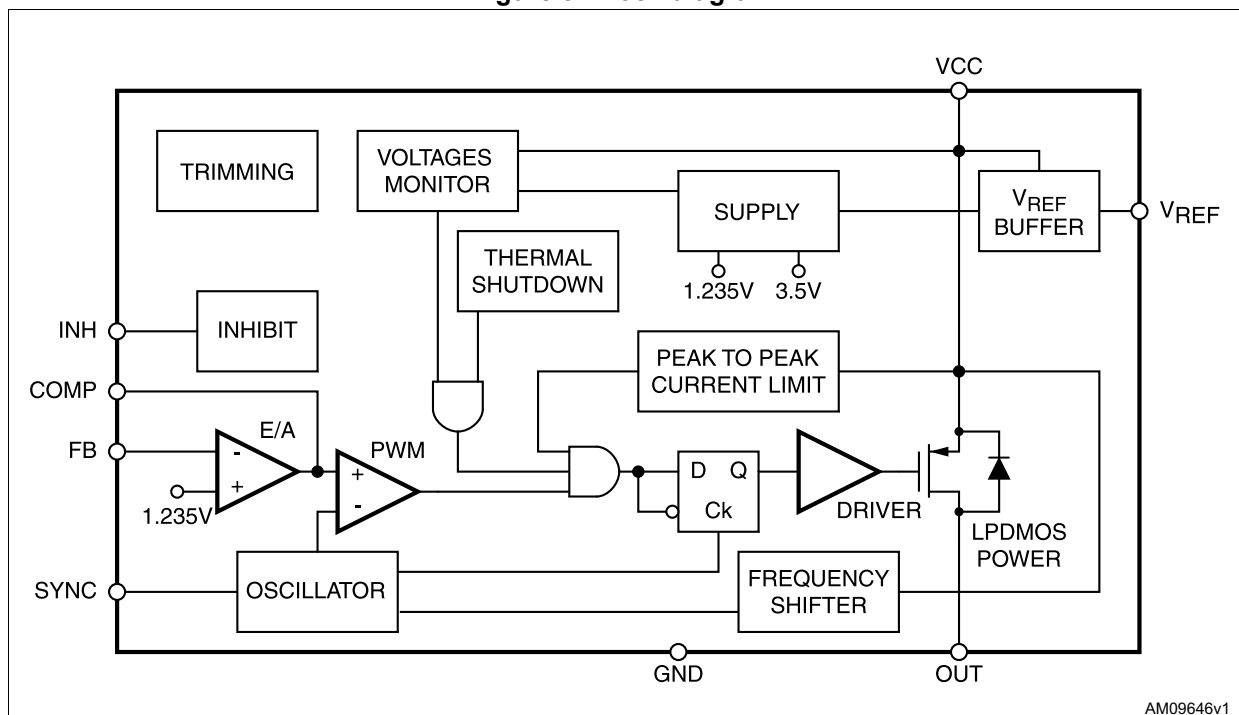 VCC
TRIMMING
VOLTAGES
MONITOR
SUPPLY
VREF
BUFFER
VREF
THERMAL
SHUTDOWN
1.235V 3.5V
INH
INHIBIT
PEAK TO PEAK
CURRENT LIMIT
COMP
FB
E/A
PWM
-
+
+
-
1.235V
D Q
Ck
DRIVER
LPDMOS
POWER
SYNC
OSCILLATOR
FREQUENCY
SHIFTER
GND
OUT
AM09646v1